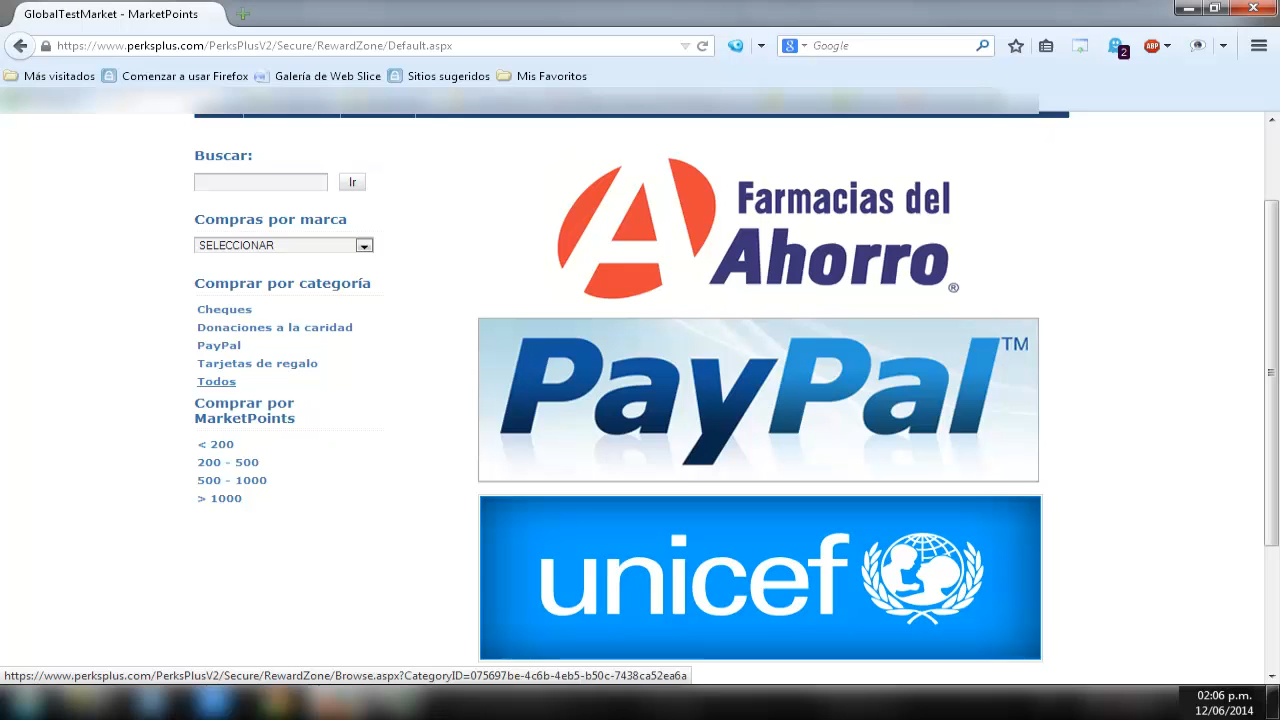 GlobalTestMarket - MarketPoints
https://www.perksplus.com/PerksPlusV2/Secure/RewardZone/Default.aspx
Google
2
ABP
Más visitados
Comenzar a usar Firefox
Galería de Web Slice
Sitios sugeridos
Mis Favoritos
Buscar:
Ir
Compras por marca
SELECCIONAR
Comprar por categoría
Cheques
Donaciones a la caridad
PayPal
Tarjetas de regalo
Todos
Comprar por
MarketPoints
< 200
200 - 500
500 - 1000
> 1000
Farmacias del
Ahorro®
PayPal™
unicef
https://www.perksplus.com/PerksPlusV2/Secure/RewardZone/Browse.aspx?CategoryID=075697be-4c6b-4eb5-b50c-7438ca52ea6a
02:06 p.m.
12/06/2014